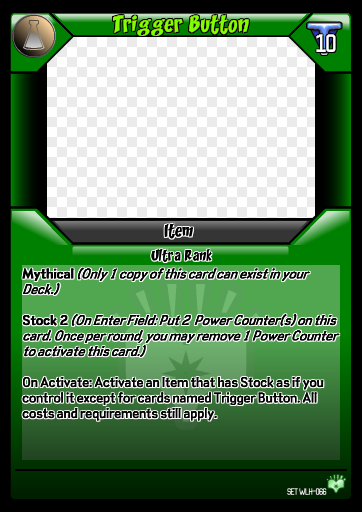 Trigger Button
10
Item
Ultra Rank
Mythical (Only 1 copy of this card can exist in your
Deck.)
Stock 2 (On Enter Field: Put 2 Power Counter(s) on this
card. Once per round, you may remove 1 Power Counter
to activate this card.)
On Activate: Activate an Item that has Stock as if you
control it except for cards named Trigger Button. All
costs and requirements still apply.
SET WLH-066